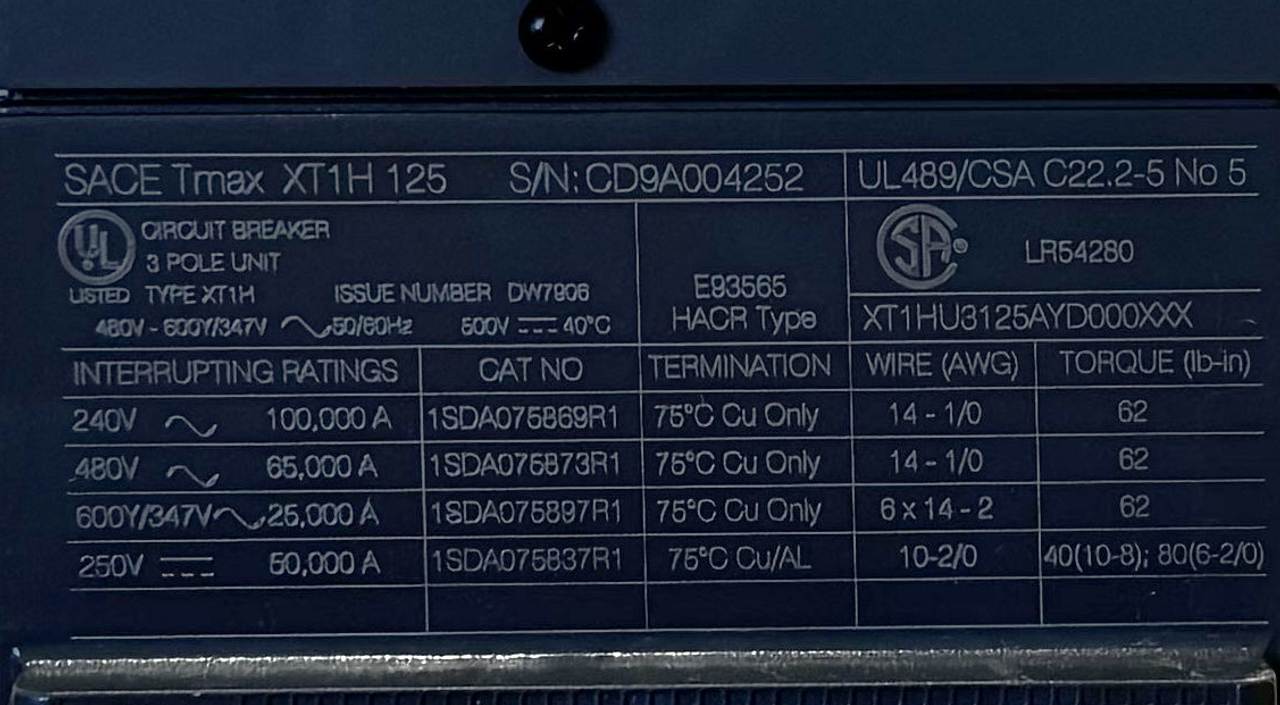 SACE Tmax XT1H 125 S/N: CD9A004252 UL489/CSA C22.2-5 No 5
UL CIRCUIT BREAKER
3 POLE UNIT
LISTED TYPE XT1H ISSUE NUMBER DW7906
480V - 600Y/347V 50/60Hz 500V 40°C
E93565
HACR Type
SA LR54280
XT1HU3125AYD000XXX
INTERRUPTING RATINGS CAT NO TERMINATION WIRE (AWG) TORQUE (lb-in)
240V 100,000 A 1SDA075869R1 75°C Cu Only 14 - 1/0 62
480V 65,000 A 1SDA075873R1 75°C Cu Only 14 - 1/0 62
600Y/347V 25,000 A 1SDA075897R1 75°C Cu Only 6 x 14 - 2 62
250V 50,000 A 1SDA075837R1 75°C Cu/AL 10-2/0 40(10-8); 80(6-2/0)